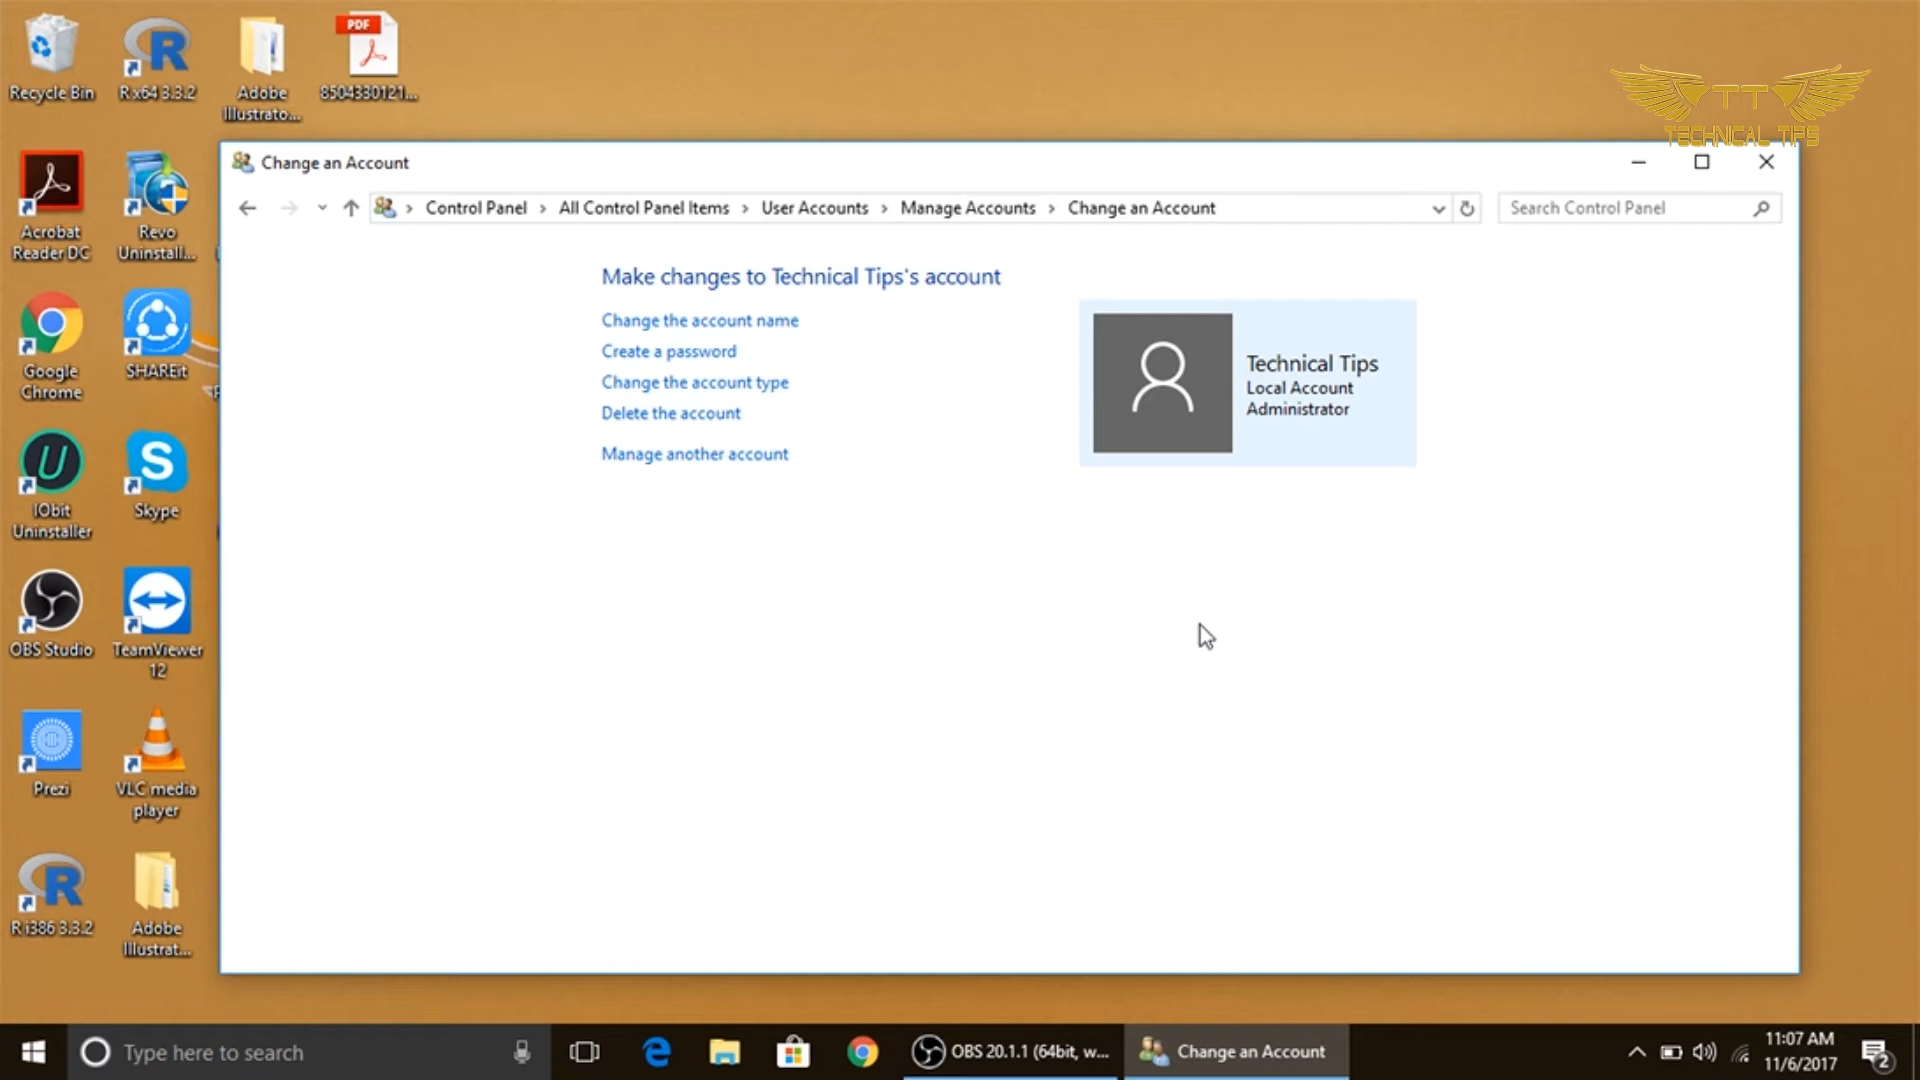 Recycle Bin
R x64 3.3.2
Adobe
Illustrato...
PDF
8504330121...
TT
TECHNICAL TIPS
Acrobat
Reader DC
Revo
Uninstall...
Google
Chrome
SHAREit
IObit
Uninstaller
Skype
OBS Studio
TeamViewer
12
Prezi
VLC media
player
R i386 3.3.2
Adobe
Illustrat...
Change an Account
Control Panel > All Control Panel Items > User Accounts > Manage Accounts > Change an Account
Search Control Panel
Make changes to Technical Tips's account
Change the account name
Create a password
Change the account type
Delete the account
Manage another account
Technical Tips
Local Account
Administrator
Type here to search
OBS 20.1.1 (64bit, w...
Change an Account
11:07 AM
11/6/2017
2